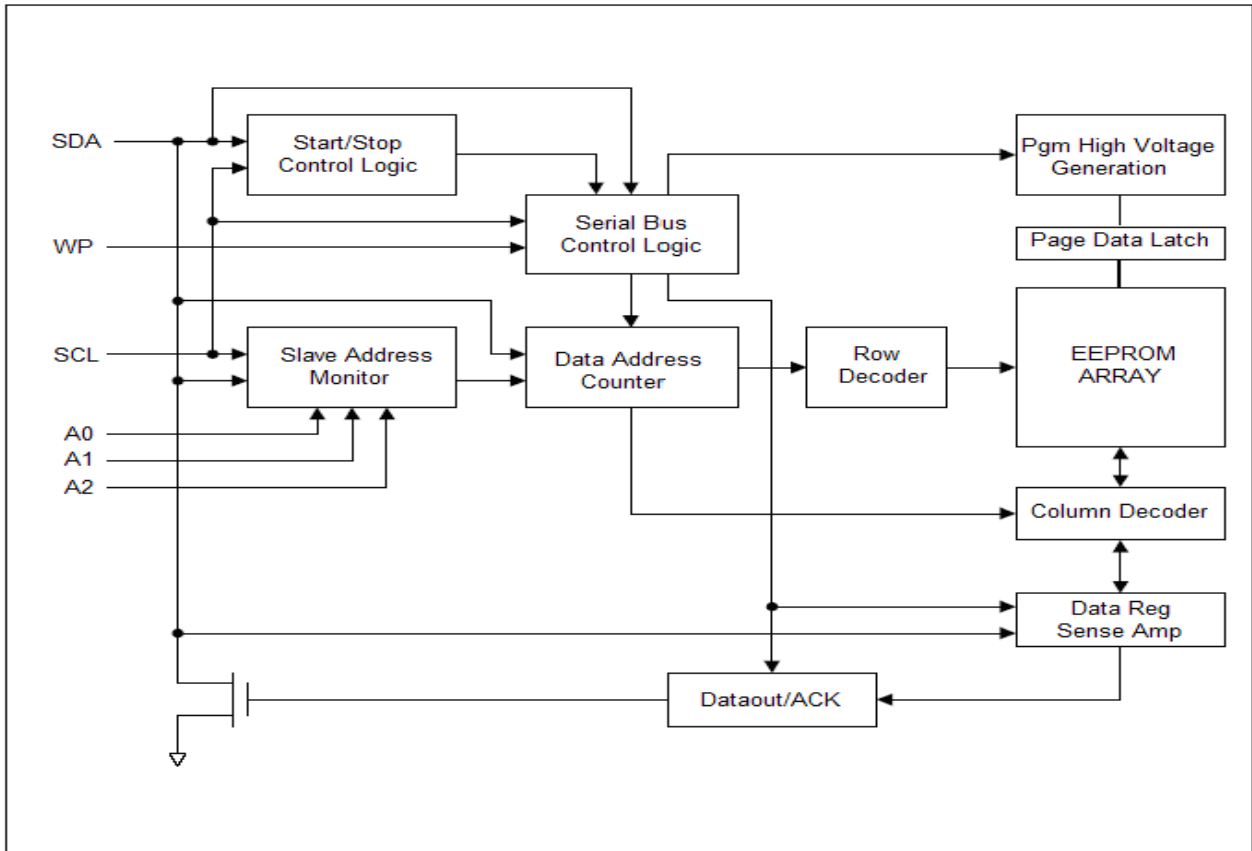 SDA
Start/Stop
Control Logic
Pgm High Voltage
Generation
WP
Serial Bus
Control Logic
Page Data Latch
SCL
Slave Address
Monitor
Data Address
Counter
Row
Decoder
EEPROM
ARRAY
A0
A1
A2
Column Decoder
Data Reg
Sense Amp
Dataout/ACK